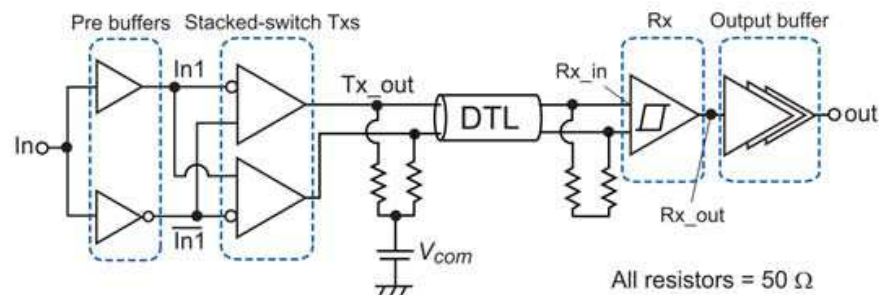 Pre buffers
Stacked-switch Txs
Rx
Output buffer
In1
Tx_out
Rx_in
DTL
In
out
Rx_out
In1
V_com
All resistors = 50 Ω